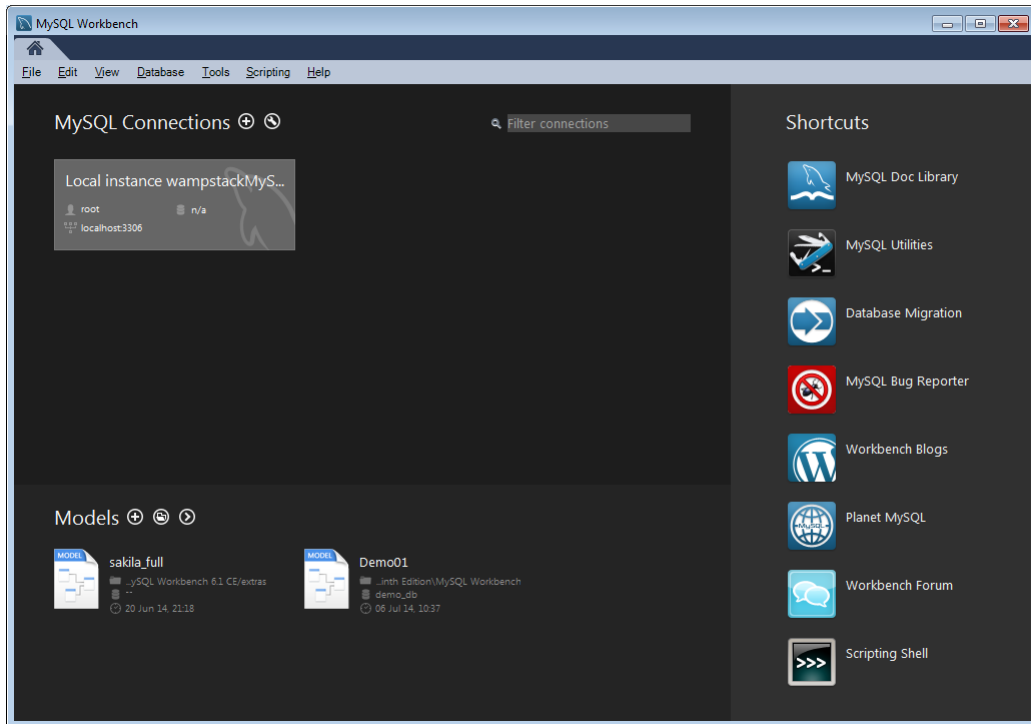 MySQL Workbench
File Edit View Database Tools Scripting Help
MySQL Connections
Filter connections
Local instance wampstackMyS...
root n/a
localhost:3306
Models
MODEL
sakila_full
..ySQL Workbench 6.1 CE/extras
--
20 Jun 14, 21:18
MODEL
Demo01
...inth Edition\MySQL Workbench
demo_db
06 Jul 14, 10:37
Shortcuts
MySQL Doc Library
MySQL Utilities
Database Migration
MySQL Bug Reporter
Workbench Blogs
MySQL
Planet MySQL
Workbench Forum
>>>
Scripting Shell